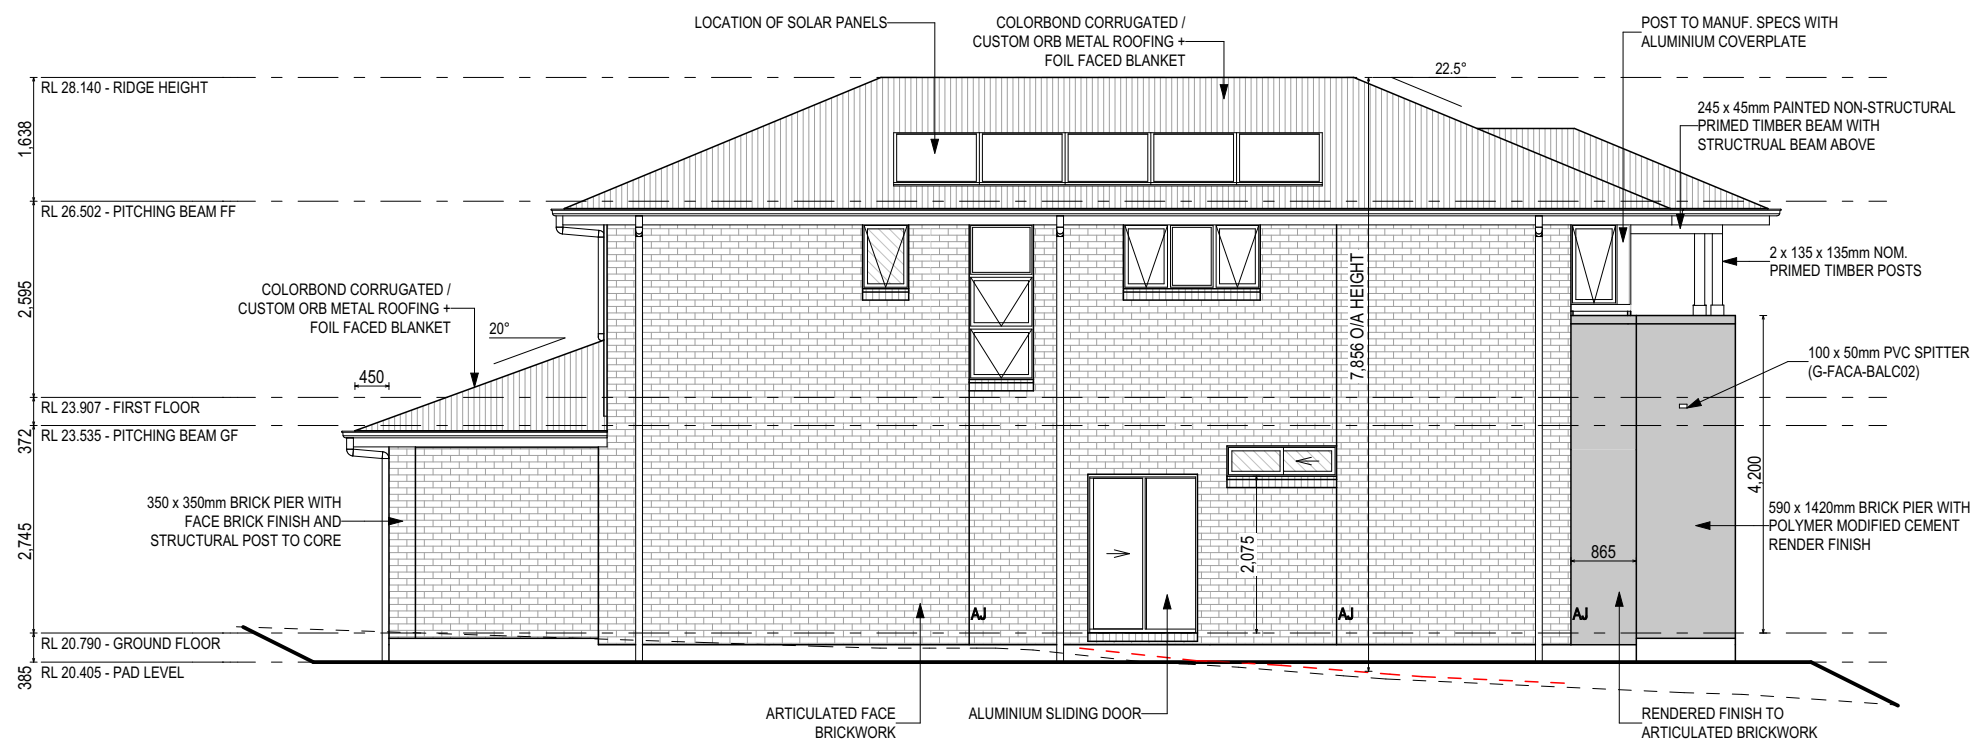 LOCATION OF SOLAR PANELS
COLORBOND CORRUGATED /
CUSTOM ORB METAL ROOFING +
FOIL FACED BLANKET
POST TO MANUF. SPECS WITH
ALUMINIUM COVERPLATE
22.5°
RL 28.140 - RIDGE HEIGHT
1,638
245 x 45mm PAINTED NON-STRUCTURAL
PRIMED TIMBER BEAM WITH
STRUCTRUAL BEAM ABOVE
RL 26.502 - PITCHING BEAM FF
2,595
2 x 135 x 135mm NOM.
PRIMED TIMBER POSTS
COLORBOND CORRUGATED /
CUSTOM ORB METAL ROOFING +
FOIL FACED BLANKET
20°
7,856 O/A HEIGHT
100 x 50mm PVC SPITTER
(G-FACA-BALC02)
450
RL 23.907 - FIRST FLOOR
372
RL 23.535 - PITCHING BEAM GF
4,200
350 x 350mm BRICK PIER WITH
FACE BRICK FINISH AND
STRUCTURAL POST TO CORE
590 x 1420mm BRICK PIER WITH
POLYMER MODIFIED CEMENT
RENDER FINISH
2,745
2,075
865
AJ
AJ
AJ
RL 20.790 - GROUND FLOOR
385
RL 20.405 - PAD LEVEL
ARTICULATED FACE
BRICKWORK
ALUMINIUM SLIDING DOOR
RENDERED FINISH TO
ARTICULATED BRICKWORK